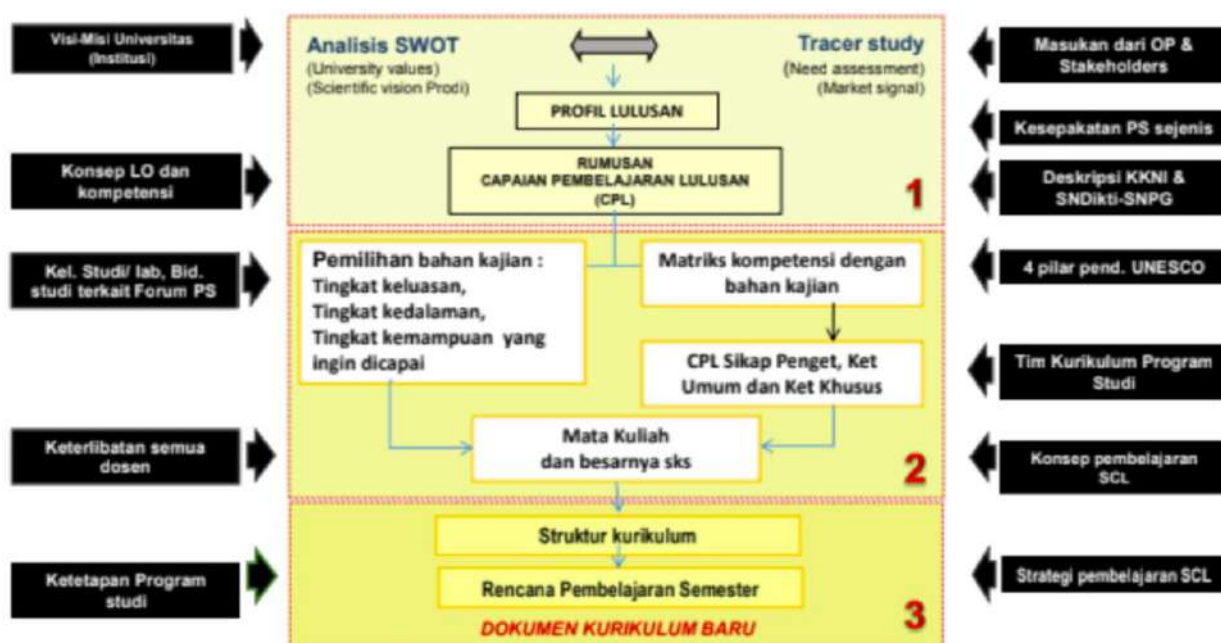 Visi-Misi Universitas
(Institusi)
Konsep LO dan
kompetensi
Kel. Studi/ lab, Bid.
studi terkait Forum PS
Keterlibatan semua
dosen
Ketetapan Program
studi
Analisis SWOT
(University values)
(Scientific vision Prodi)
Tracer study
(Need assessment)
(Market signal)
PROFIL LULUSAN
RUMUSAN
CAPAIAN PEMBELAJARAN LULUSAN
(CPL)
1
Pemilihan bahan kajian :
Tingkat keluasan,
Tingkat kedalaman,
Tingkat kemampuan yang
ingin dicapai
Matriks kompetensi dengan
bahan kajian
CPL Sikap Penget, Ket
Umum dan Ket Khusus
Mata Kuliah
dan besarnya sks
2
Struktur kurikulum
Rencana Pembelajaran Semester
DOKUMEN KURIKULUM BARU
3
Masukan dari OP &
Stakeholders
Kesepakatan PS sejenis
Deskripsi KKNI &
SNDikti-SNPG
4 pilar pend. UNESCO
Tim Kurikulum Program
Studi
Konsep pembelajaran
SCL
Strategi pembelajaran SCL